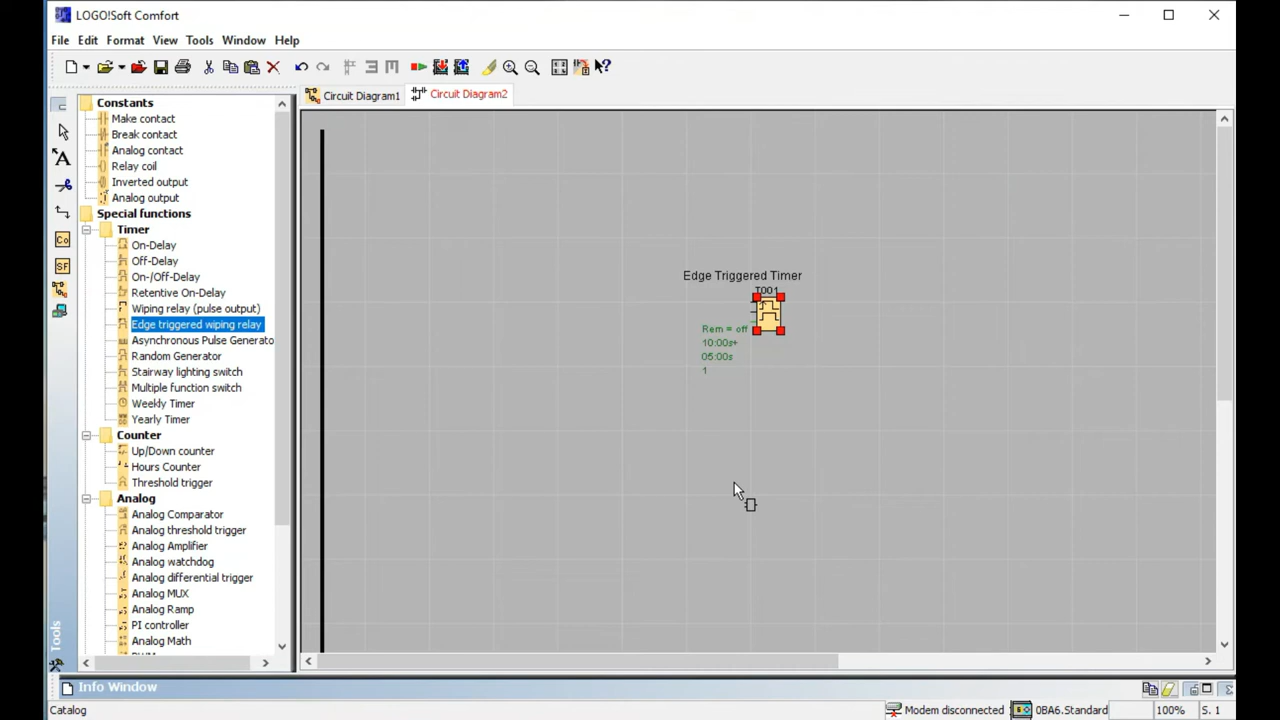 LOGO!Soft Comfort
File Edit Format View Tools Window Help
Circuit Diagram1
Circuit Diagram2
Constants
Make contact
Break contact
Analog contact
Relay coil
Inverted output
Analog output
Special functions
Timer
On-Delay
Off-Delay
On-/Off-Delay
Retentive On-Delay
Wiping relay (pulse output)
Edge triggered wiping relay
Asynchronous Pulse Generato
Random Generator
Stairway lighting switch
Multiple function switch
Weekly Timer
Yearly Timer
Counter
Up/Down counter
Hours Counter
Threshold trigger
Analog
Analog Comparator
Analog threshold trigger
Analog Amplifier
Analog watchdog
Analog differential trigger
Analog MUX
Analog Ramp
PI controller
Analog Math
Co
SF
Tools
Edge Triggered Timer
T001
Rem = off
10:00s+
05:00s
1
Info Window
Catalog
Modem disconnected
0BA6.Standard
100%
S. 1